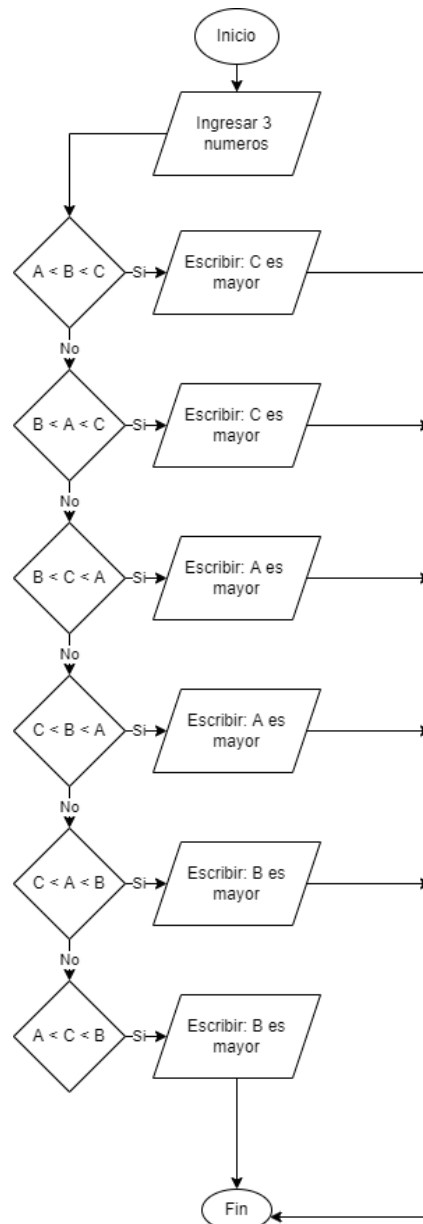 Inicio
Ingresar 3
numeros
A < B < C
Si
Escribir: C es
mayor
No
B < A < C
Si
Escribir: C es
mayor
No
B < C < A
Si
Escribir: A es
mayor
No
C < B < A
Si
Escribir: A es
mayor
No
C < A < B
Si
Escribir: B es
mayor
No
A < C < B
Si
Escribir: B es
mayor
Fin